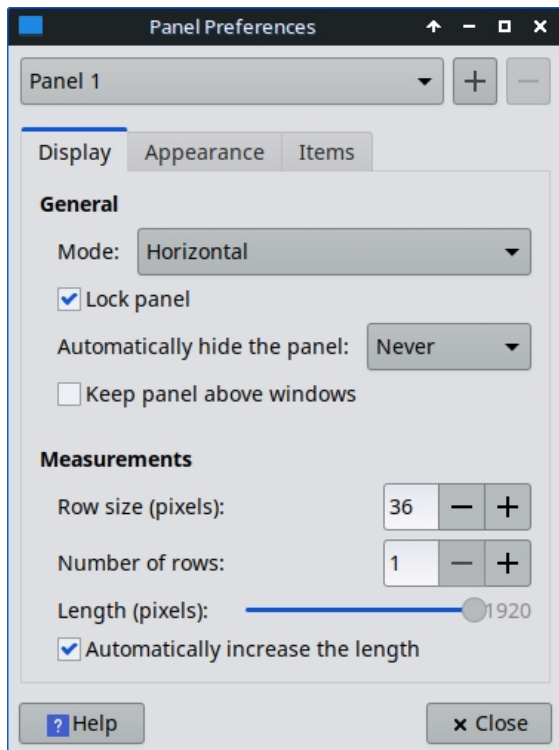 Panel Preferences
Panel 1
Display Appearance Items
General
Mode: Horizontal
Lock panel
Automatically hide the panel: Never
Keep panel above windows
Measurements
Row size (pixels): 36
Number of rows: 1
Length (pixels): 1920
Automatically increase the length
? Help × Close